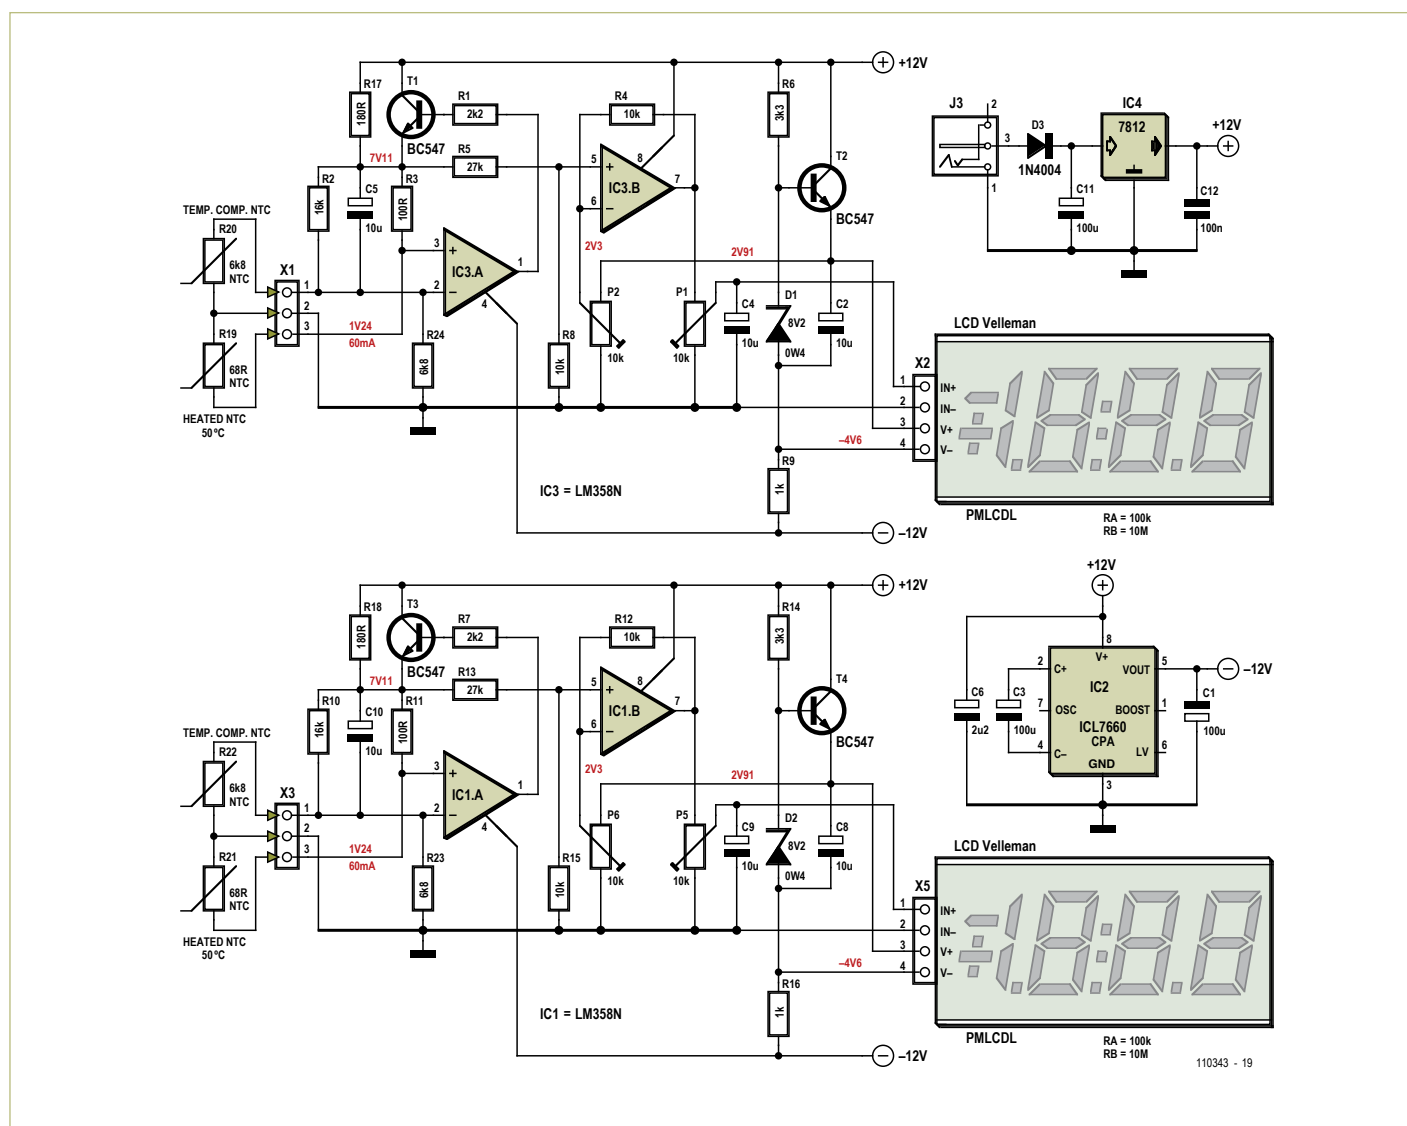 +12V
R17
180R
T1
BC547
R1
2k2
R4
10k
R6
3k3
T2
BC547
J3
2
3
1
D3
1N4004
IC4
7812
+12V
C11
100u
C12
100n
7V11
R5
27k
5
6
7
8
IC3.B
R2
16k
C5
10u
R3
100R
TEMP. COMP. NTC
R20
6k8
NTC
X1
1
2
3
3
2
1
4
IC3.A
2V3
2V91
P2
10k
P1
10k
C4
10u
D1
8V2
0W4
C2
10u
R19
68R
NTC
1V24
60mA
R24
6k8
R8
10k
HEATED NTC
50ºC
LCD Velleman
X2
1
2
3
4
IN+
IN–
V+
V–
–4V6
R9
1k
IC3 = LM358N
–12V
PMLCDL
RA = 100k
RB = 10M
+12V
R18
180R
T3
BC547
R7
2k2
R12
10k
R14
3k3
T4
BC547
+12V
8
V+
2
C+
VOUT
5
–12V
IC2
7
OSC
BOOST
1
ICL7660
CPA
4
C–
LV
6
GND
3
C6
2u2
C3
100u
C1
100u
7V11
R13
27k
5
6
7
8
IC1.B
R10
16k
C10
10u
R11
100R
TEMP. COMP. NTC
R22
6k8
NTC
X3
1
2
3
3
2
1
4
IC1.A
2V3
2V91
P6
10k
P5
10k
C9
10u
D2
8V2
0W4
C8
10u
R21
68R
NTC
1V24
60mA
R23
6k8
R15
10k
HEATED NTC
50ºC
LCD Velleman
X5
1
2
3
4
IN+
IN–
V+
V–
–4V6
R16
1k
IC1 = LM358N
–12V
PMLCDL
RA = 100k
RB = 10M
110343 - 19